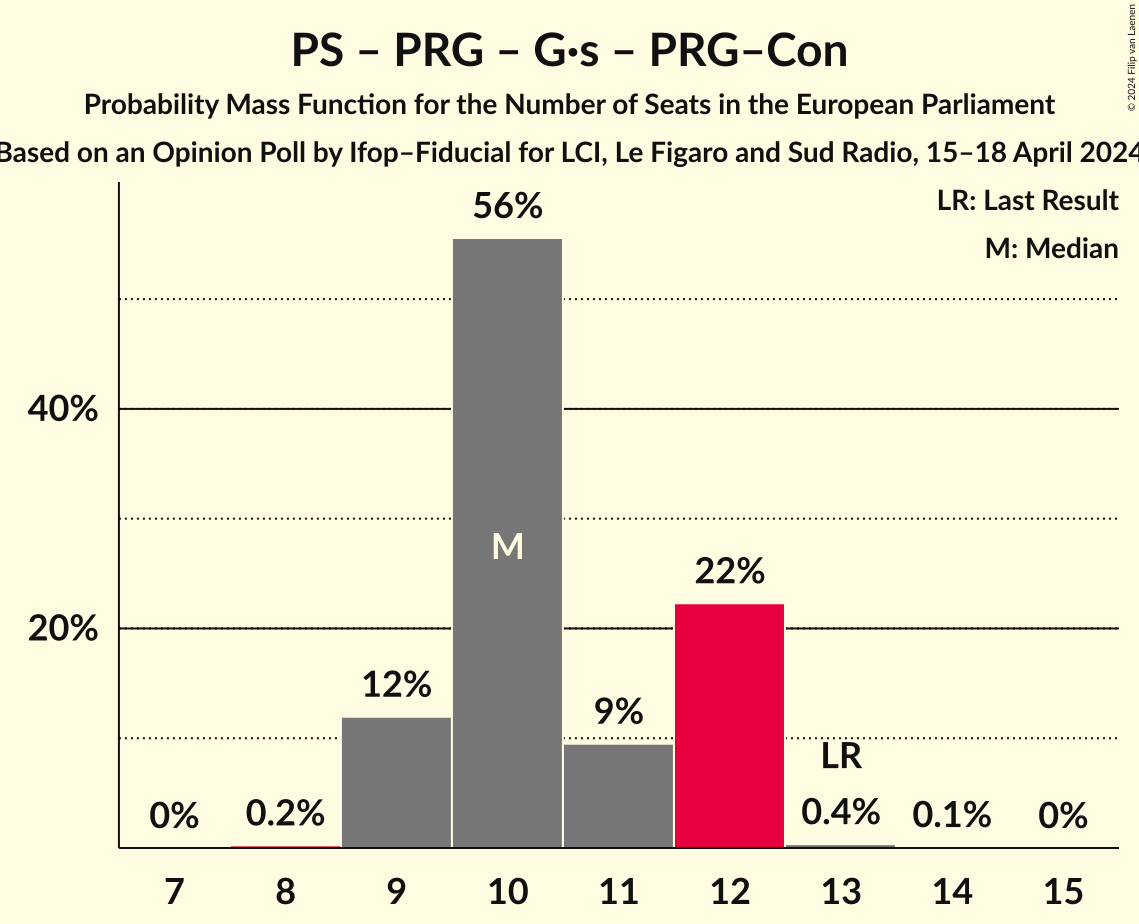 © 2024 Filip van Laenen
PS – PRG – G·s – PRG–Con
Probability Mass Function for the Number of Seats in the European Parliament
Based on an Opinion Poll by Ifop–Fiducial for LCI, Le Figaro and Sud Radio, 15–18 April 2024
LR: Last Result
M: Median
56%
40%
M
22%
20%
12%
9%
LR
0%
0.2%
0.4%
0.1%
0%
7 8 9 10 11 12 13 14 15